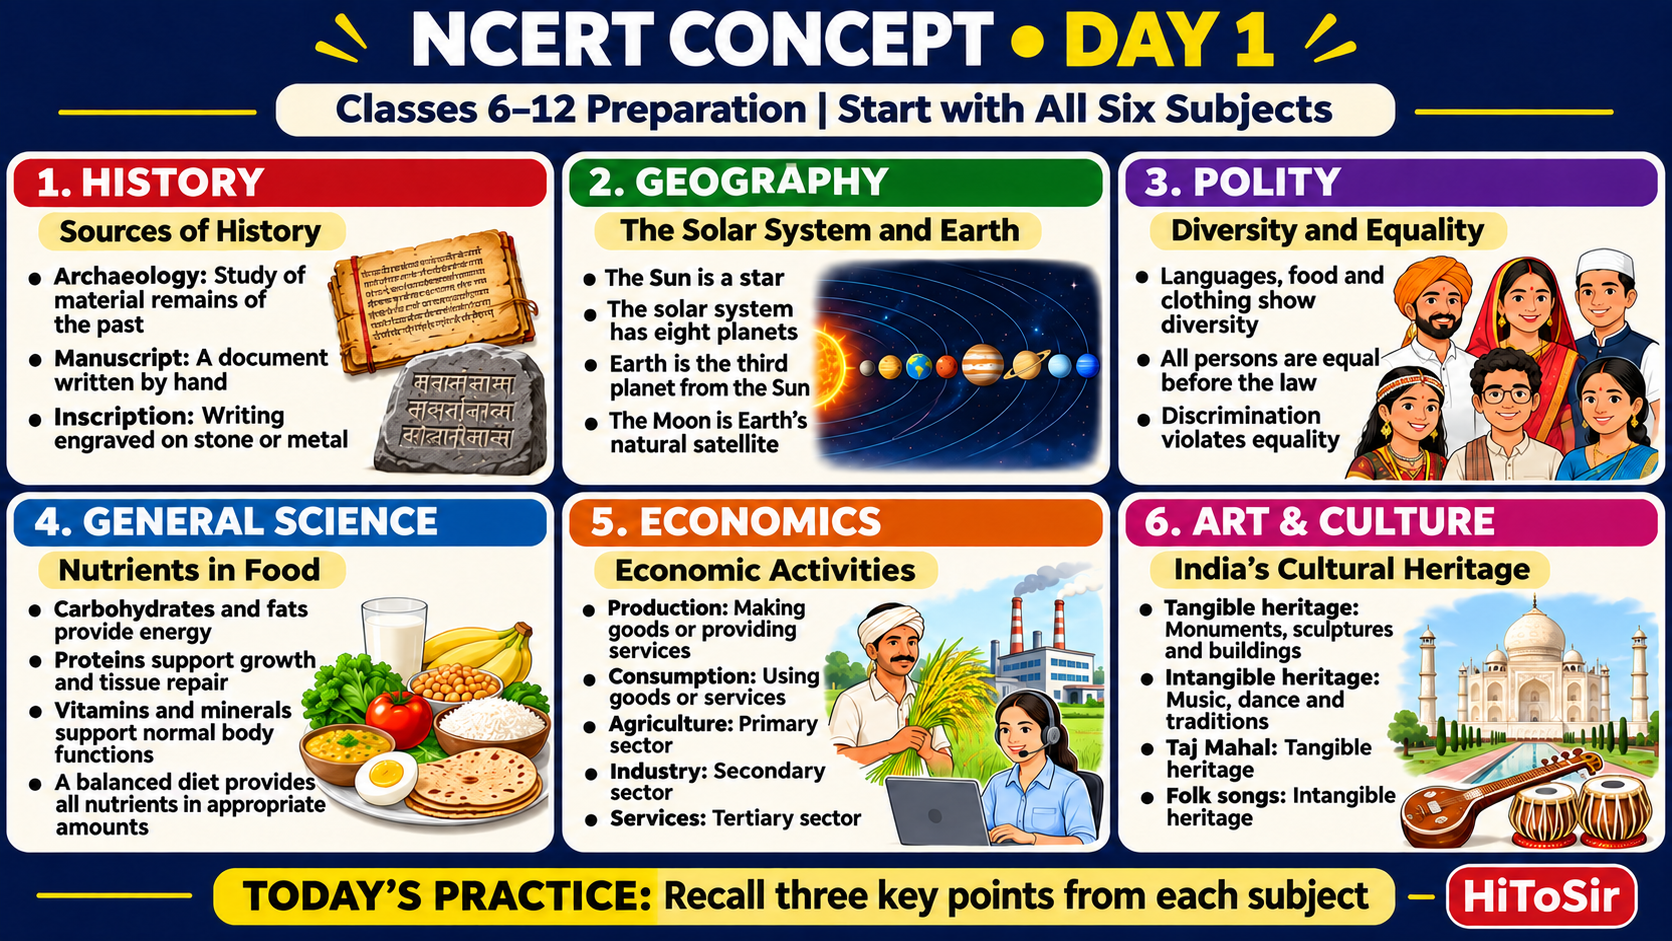 NCERT CONCEPT • DAY 1
Classes 6–12 Preparation | Start with All Six Subjects
1. HISTORY
Sources of History
• Archaeology: Study of
material remains of
the past
• Manuscript: A document
written by hand
• Inscription: Writing
engraved on stone or metal
2. GEOGRAPHY
The Solar System and Earth
• The Sun is a star
• The solar system
has eight planets
• Earth is the third
planet from the Sun
• The Moon is Earth's
natural satellite
3. POLITY
Diversity and Equality
• Languages, food and
clothing show
diversity
• All persons are equal
before the law
• Discrimination
violates equality
4. GENERAL SCIENCE
Nutrients in Food
• Carbohydrates and fats
provide energy
• Proteins support growth
and tissue repair
• Vitamins and minerals
support normal body
functions
• A balanced diet provides
all nutrients in appropriate
amounts
5. ECONOMICS
Economic Activities
• Production: Making
goods or providing
services
• Consumption: Using
goods or services
• Agriculture: Primary
sector
• Industry: Secondary
sector
• Services: Tertiary sector
6. ART & CULTURE
India's Cultural Heritage
• Tangible heritage:
Monuments, sculptures
and buildings
• Intangible heritage:
Music, dance and
traditions
• Taj Mahal: Tangible
heritage
• Folk songs: Intangible
heritage
TODAY'S PRACTICE: Recall three key points from each subject
HiToSir